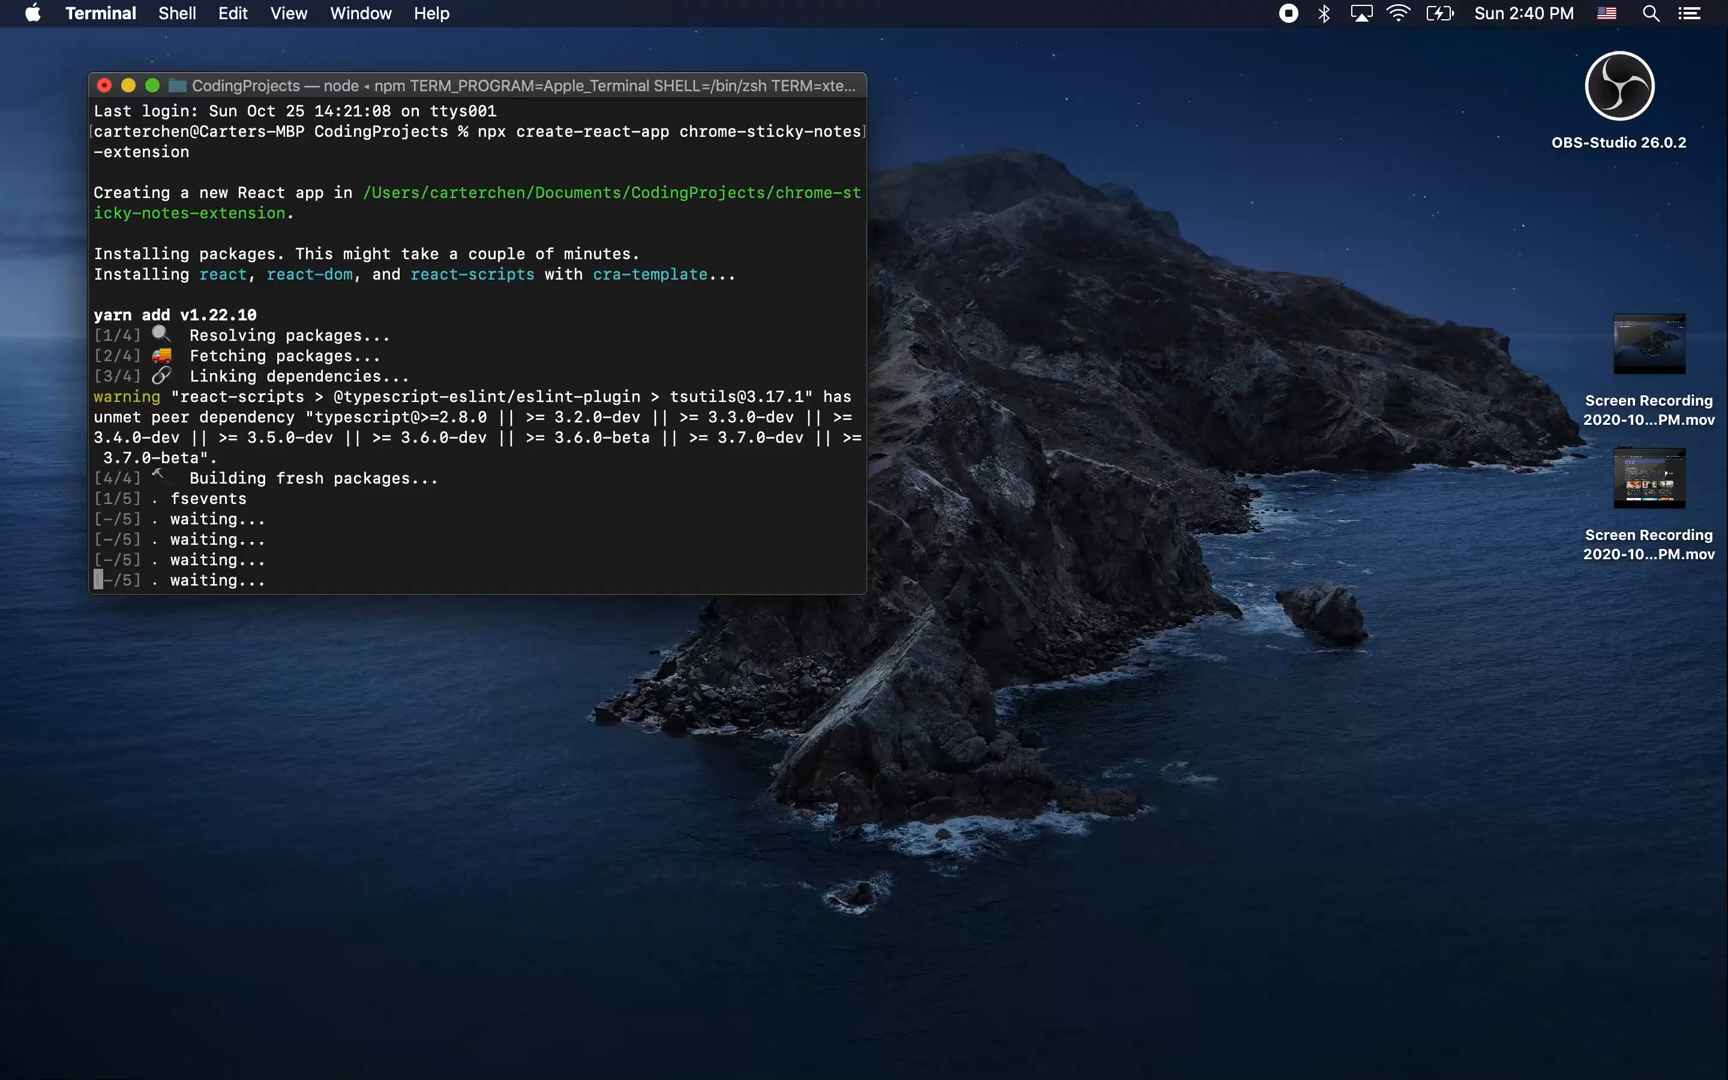 Terminal Shell Edit View Window Help Sun 2:40 PM
CodingProjects — node ◂ npm TERM_PROGRAM=Apple_Terminal SHELL=/bin/zsh TERM=xte...
Last login: Sun Oct 25 14:21:08 on ttys001
[carterchen@Carters-MBP CodingProjects % npx create-react-app chrome-sticky-notes]
-extension
Creating a new React app in /Users/carterchen/Documents/CodingProjects/chrome-st
icky-notes-extension.
Installing packages. This might take a couple of minutes.
Installing react, react-dom, and react-scripts with cra-template...
yarn add v1.22.10
[1/4] 🔍 Resolving packages...
[2/4] 🚚 Fetching packages...
[3/4] 🔗 Linking dependencies...
warning "react-scripts > @typescript-eslint/eslint-plugin > tsutils@3.17.1" has
unmet peer dependency "typescript@>=2.8.0 || >= 3.2.0-dev || >= 3.3.0-dev || >=
3.4.0-dev || >= 3.5.0-dev || >= 3.6.0-dev || >= 3.6.0-beta || >= 3.7.0-dev || >=
3.7.0-beta".
[4/4] 🔨 Building fresh packages...
[1/5] . fsevents
[-/5] . waiting...
[-/5] . waiting...
[-/5] . waiting...
[-/5] . waiting...
OBS-Studio 26.0.2
Screen Recording
2020-10...PM.mov
Screen Recording
2020-10...PM.mov